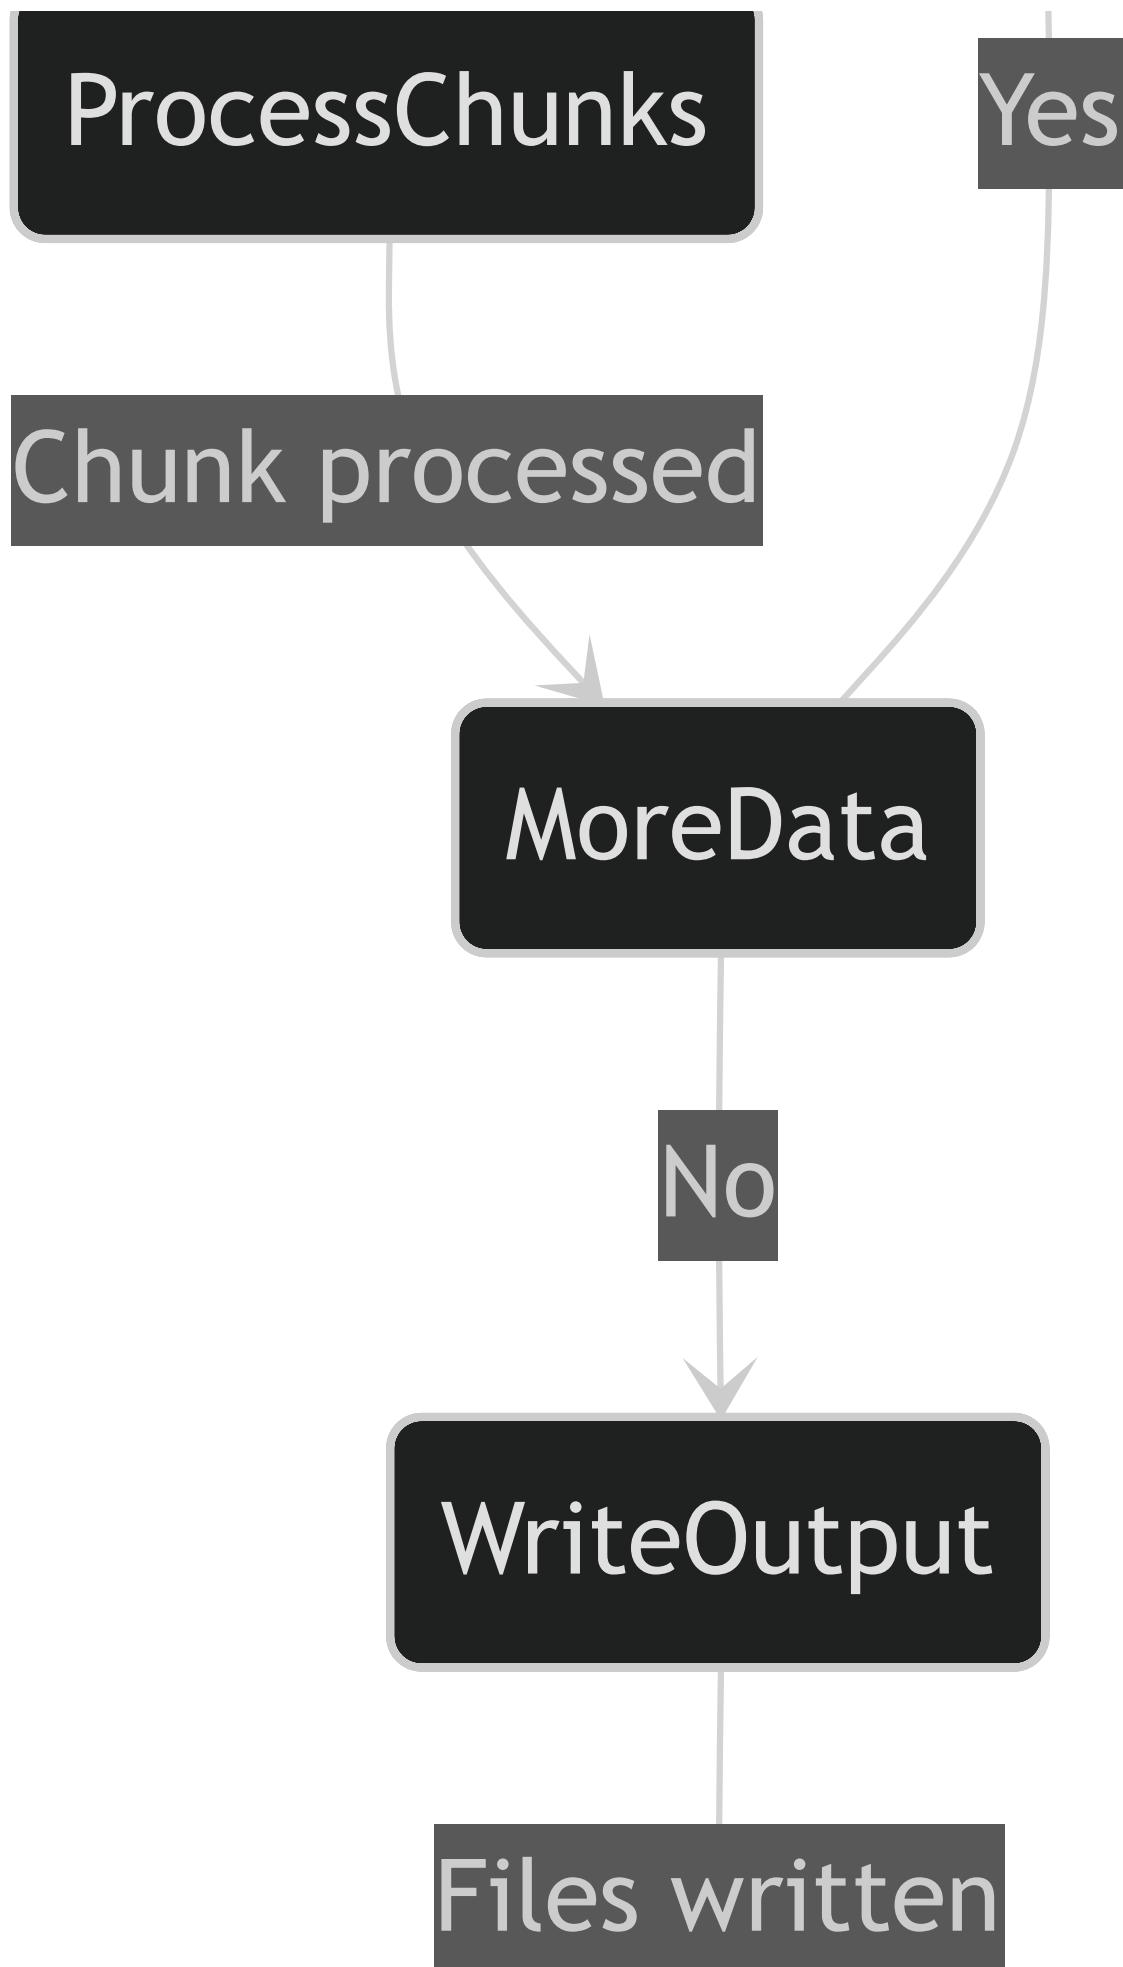 ProcessChunks
Yes
Chunk processed
MoreData
No
WriteOutput
Files written